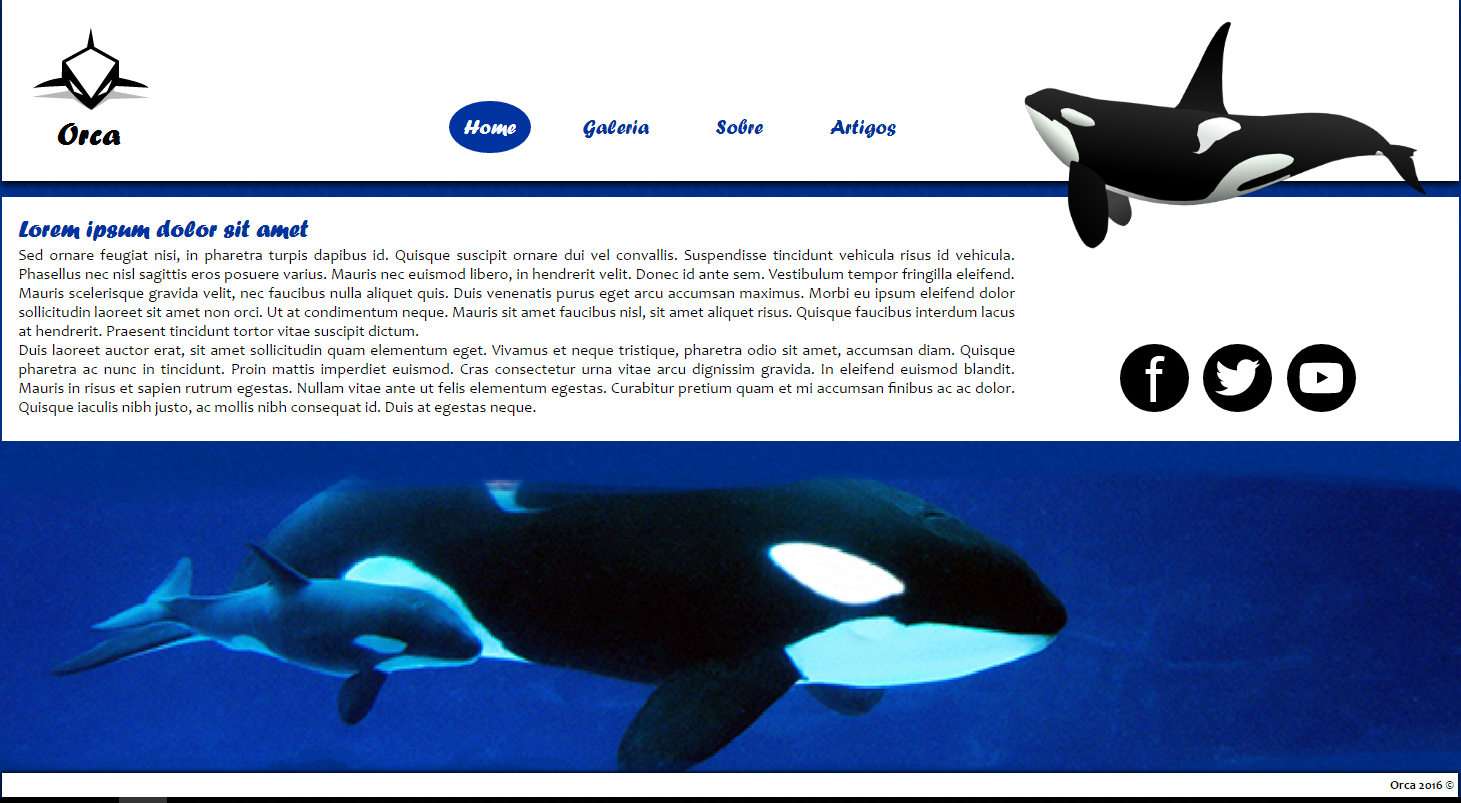 Orca
Home Galeria Sobre Artigos
Lorem ipsum dolor sit amet
Sed ornare feugiat nisi, in pharetra turpis dapibus id. Quisque suscipit ornare dui vel convallis. Suspendisse tincidunt vehicula risus id vehicula.
Phasellus nec nisl sagittis eros posuere varius. Mauris nec euismod libero, in hendrerit velit. Donec id ante sem. Vestibulum tempor fringilla eleifend.
Mauris scelerisque gravida velit, nec faucibus nulla aliquet quis. Duis venenatis purus eget arcu accumsan maximus. Morbi eu ipsum eleifend dolor
sollicitudin laoreet sit amet non orci. Ut at condimentum neque. Mauris sit amet faucibus nisl, sit amet aliquet risus. Quisque faucibus interdum lacus
at hendrerit. Praesent tincidunt tortor vitae suscipit dictum.
Duis laoreet auctor erat, sit amet sollicitudin quam elementum eget. Vivamus et neque tristique, pharetra odio sit amet, accumsan diam. Quisque
pharetra ac nunc in tincidunt. Proin mattis imperdiet euismod. Cras consectetur urna vitae arcu dignissim gravida. In eleifend euismod blandit.
Mauris in risus et sapien rutrum egestas. Nullam vitae ante ut felis elementum egestas. Curabitur pretium quam et mi accumsan finibus ac ac dolor.
Quisque iaculis nibh justo, ac mollis nibh consequat id. Duis at egestas neque.
Orca 2016 ©